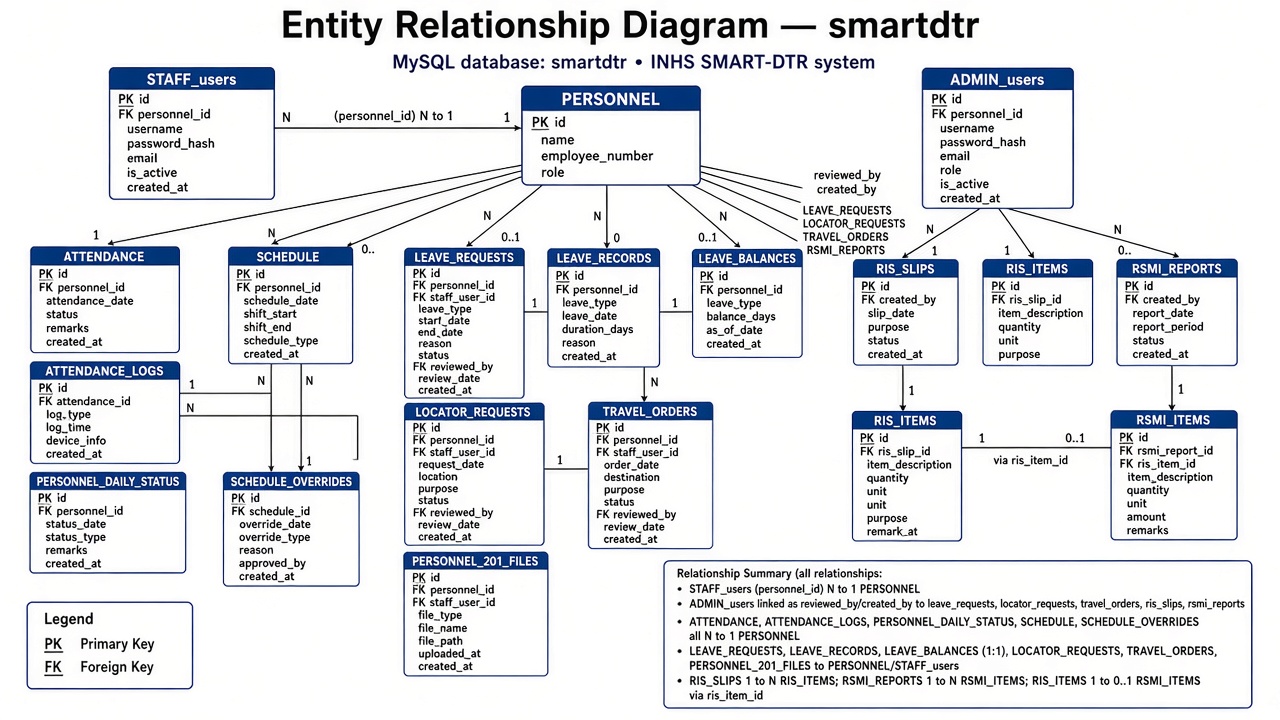 Entity Relationship Diagram — smartdtr
MySQL database: smartdtr • INHS SMART-DTR system
STAFF_users
PK id
FK personnel_id
username
password_hash
email
is_active
created_at
N
(personnel_id) N to 1
1
PERSONNEL
PK id
name
employee_number
role
ADMIN_users
PK id
FK personnel_id
username
password_hash
email
role
is_active
created_at
reviewed_by
created_by
LEAVE_REQUESTS
LOCATOR_REQUESTS
TRAVEL_ORDERS
RSMI_REPORTS
1
N
0..
N
0..1
N
0
N
0..1
N
1
1
N
0..
ATTENDANCE
PK id
FK personnel_id
attendance_date
status
remarks
created_at
SCHEDULE
PK id
FK personnel_id
schedule_date
shift_start
shift_end
schedule_type
created_at
LEAVE_REQUESTS
PK id
FK personnel_id
FK staff_user_id
leave_type
start_date
end_date
reason
status
FK reviewed_by
review_date
created_at
1
LEAVE_RECORDS
PK id
FK personnel_id
leave_type
leave_date
duration_days
reason
created_at
1
LEAVE_BALANCES
PK id
FK personnel_id
leave_type
balance_days
as_of_date
created_at
RIS_SLIPS
PK id
FK created_by
slip_date
purpose
status
created_at
RIS_ITEMS
PK id
FK ris_slip_id
item_description
quantity
unit
purpose
RSMI_REPORTS
PK id
FK created_by
report_date
report_period
status
created_at
ATTENDANCE_LOGS
PK id
FK attendance_id
log_type
log_time
device_info
created_at
1
N
N
N
1
N
1
1
PERSONNEL_DAILY_STATUS
PK id
FK personnel_id
status_date
status_type
remarks
created_at
SCHEDULE_OVERRIDES
PK id
FK schedule_id
override_date
override_type
reason
approved_by
created_at
LOCATOR_REQUESTS
PK id
FK personnel_id
FK staff_user_id
request_date
location
purpose
status
FK reviewed_by
review_date
created_at
1
TRAVEL_ORDERS
PK id
FK personnel_id
FK staff_user_id
order_date
destination
purpose
status
FK reviewed_by
review_date
created_at
RIS_ITEMS
PK id
FK ris_slip_id
item_description
quantity
unit
unit
purpose
remark_at
1
0..1
via ris_item_id
RSMI_ITEMS
PK id
FK rsmi_report_id
FK ris_item_id
item_description
quantity
unit
amount
remarks
PERSONNEL_201_FILES
PK id
FK personnel_id
FK staff_user_id
file_type
file_name
file_path
uploaded_at
created_at
Legend
PK Primary Key
FK Foreign Key
Relationship Summary (all relationships:
• STAFF_users (personnel_id) N to 1 PERSONNEL
• ADMIN_users linked as reviewed_by/created_by to leave_requests, locator_requests, travel_orders, ris_slips, rsmi_reports
• ATTENDANCE, ATTENDANCE_LOGS, PERSONNEL_DAILY_STATUS, SCHEDULE, SCHEDULE_OVERRIDES
all N to 1 PERSONNEL
• LEAVE_REQUESTS, LEAVE_RECORDS, LEAVE_BALANCES (1:1), LOCATOR_REQUESTS, TRAVEL_ORDERS,
PERSONNEL_201_FILES to PERSONNEL/STAFF_users
• RIS_SLIPS 1 to N RIS_ITEMS; RSMI_REPORTS 1 to N RSMI_ITEMS; RIS_ITEMS 1 to 0..1 RSMI_ITEMS
via ris_item_id